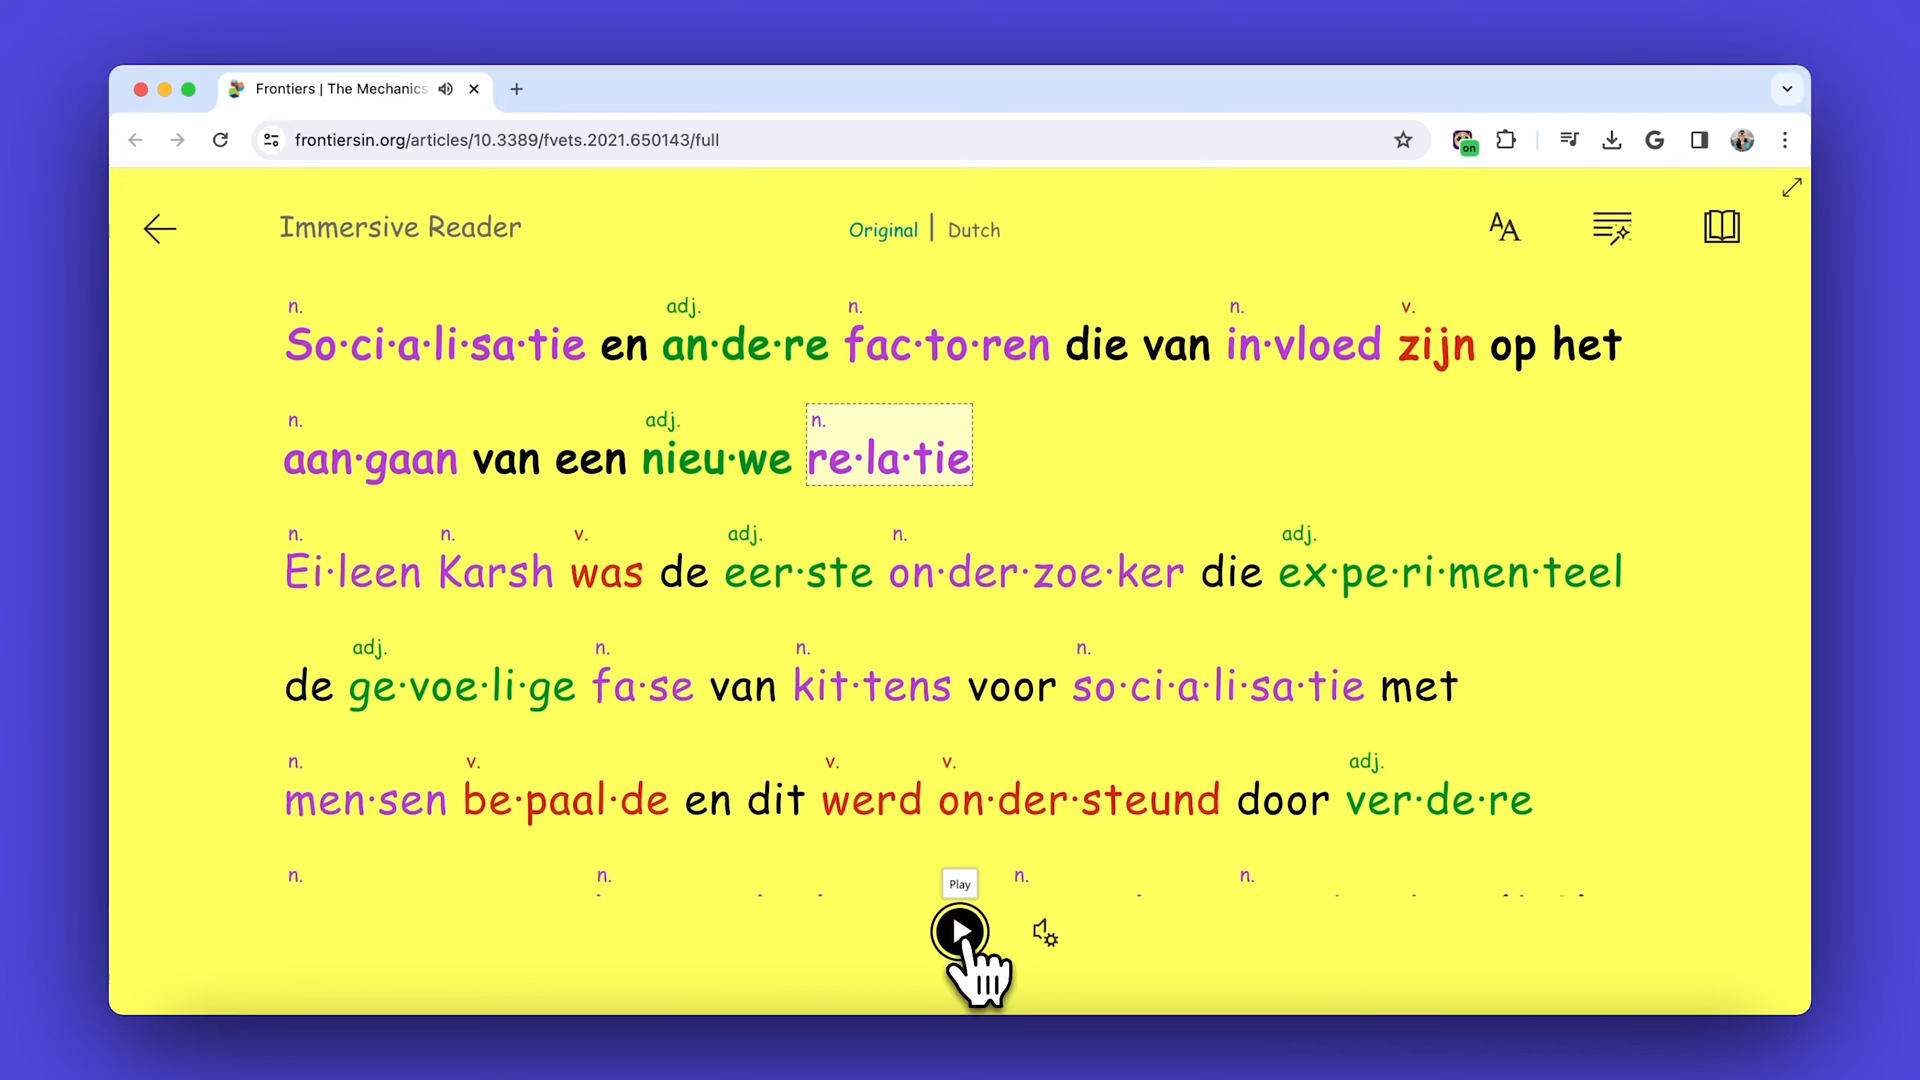 Frontiers | The Mechanics
frontiersin.org/articles/10.3389/fvets.2021.650143/full
on
Immersive Reader
Original | Dutch
n. adj. n. n. v.
So·ci·a·li·sa·tie en an·de·re fac·to·ren die van in·vloed zijn op het
n. adj. n.
aan·gaan van een nieu·we re·la·tie
n. n. v. adj. n. adj.
Ei·leen Karsh was de eer·ste on·der·zoe·ker die ex·pe·ri·men·teel
adj. n. n. n.
de ge·voe·li·ge fa·se van kit·tens voor so·ci·a·li·sa·tie met
n. v. v. v. adj.
men·sen be·paal·de en dit werd on·der·steund door ver·de·re
n. n. n. n.
Play